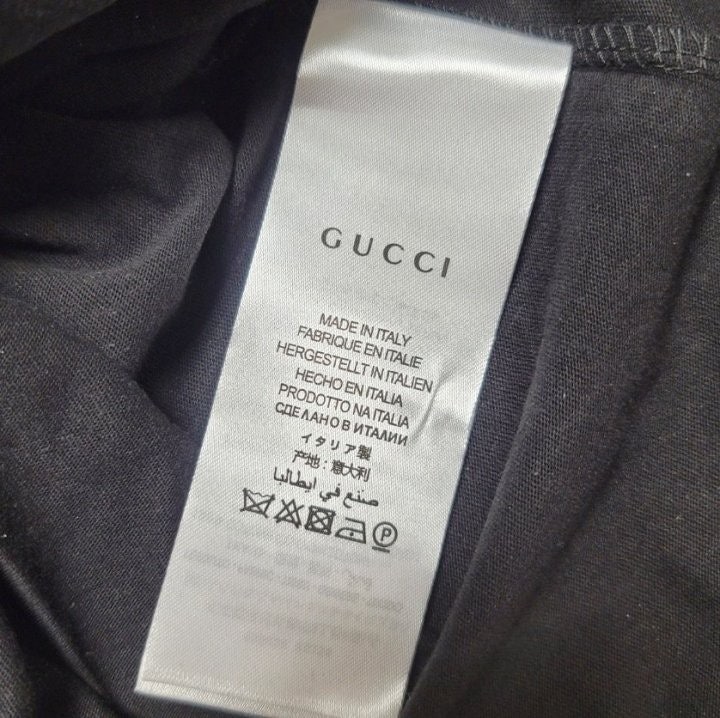 GUCCI
MADE IN ITALY
FABRIQUE EN ITALIE
HERGESTELLT IN ITALIEN
HECHO EN ITALIA
PRODOTTO NA ITALIA
СДЕЛАНО В ИТАЛИИ
イタリア製
产地：意大利
صنع في ايطاليا
P